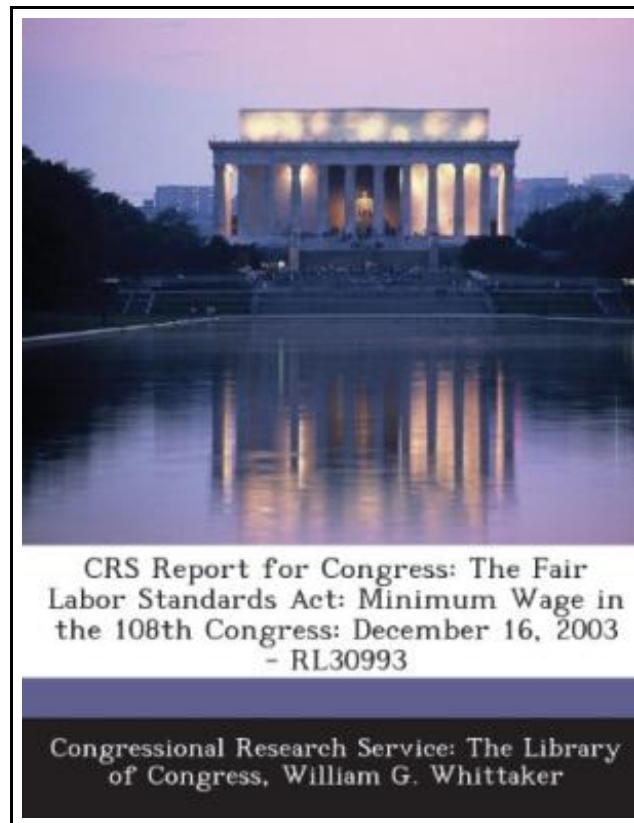 CRS Report for Congress: The Fair
Labor Standards Act: Minimum Wage in
the 108th Congress: December 16, 2003
- RL30993
Congressional Research Service: The Library
of Congress, William G. Whittaker